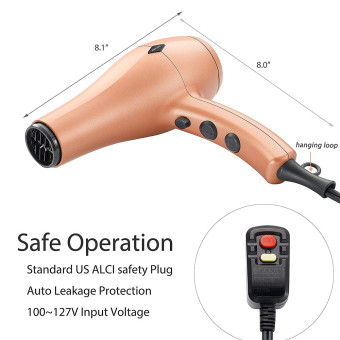 8.1"
8.0"
hanging loop
Safe Operation
Standard US ALCI safety Plug
Auto Leakage Protection
100~127V Input Voltage